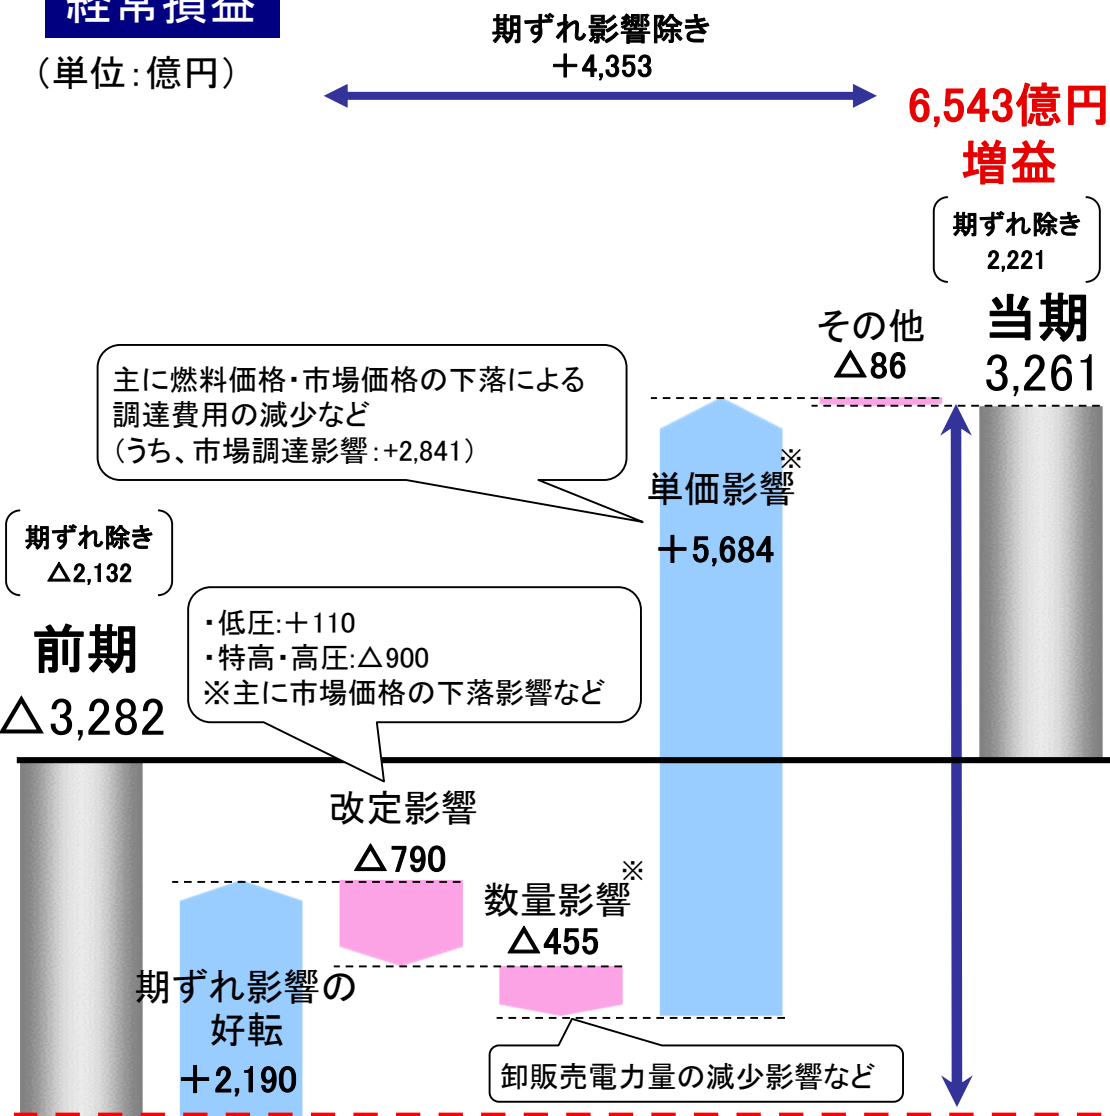 経常損益
（単位：億円）
期ずれ影響除き
＋4,353
6,543億円
増益
期ずれ除き
2,221
当期
3,261
その他
△86
主に燃料価格・市場価格の下落による
調達費用の減少など
（うち、市場調達影響：+2,841）
単価影響※
＋5,684
期ずれ除き
△2,132
前期
△3,282
・低圧:＋110
・特高・高圧:△900
※主に市場価格の下落影響など
改定影響
△790
数量影響※
△455
期ずれ影響の
好転
＋2,190
卸販売電力量の減少影響など